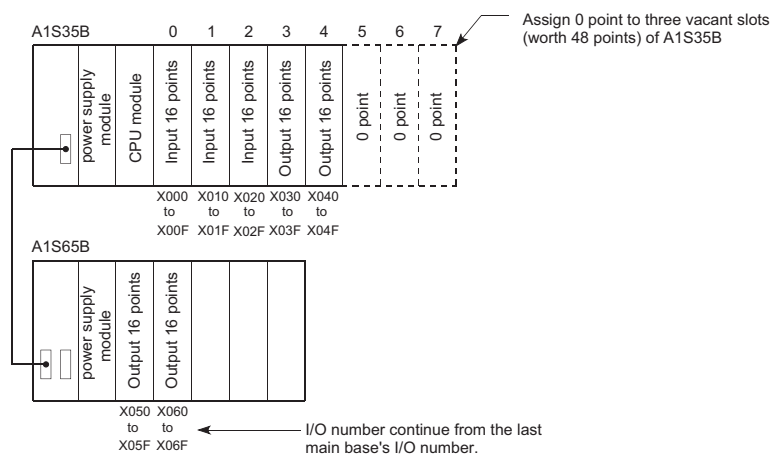 A1S35B 0 1 2 3 4 5 6 7
Assign 0 point to three vacant slots
(worth 48 points) of A1S35B
power supply
module
CPU module
Input 16 points
Input 16 points
Input 16 points
Output 16 points
Output 16 points
0 point
0 point
0 point
X000 X010 X020 X030 X040
to to to to to
X00F X01F X02F X03F X04F
A1S65B
power supply
module
Output 16 points
Output 16 points
X050 X060
to to
X05F X06F
I/O number continue from the last
main base's I/O number.